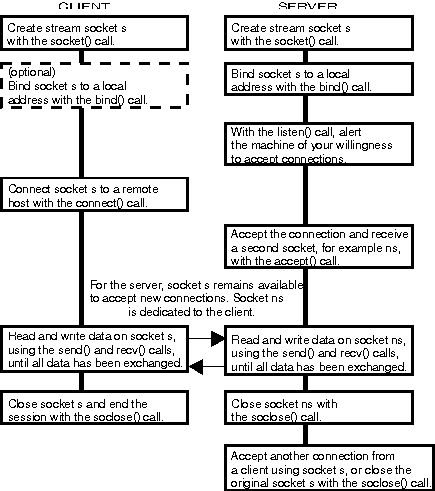 CLIENT
SERVER
Create stream socket s
with the socket() call.
Create stream socket s
with the socket() call.
(optional)
Bind socket s to a local
address with the bind() call.
Bind socket s to a local
address with the bind() call.
With the listen() call, alert
the machine of your willingness
to accept connections.
Connect socket s to a remote
host with the connect() call.
Accept the connection and receive
a second socket, for example ns,
with the accept() call.
For the server, socket s remains available
to accept new connections. Socket ns
is dedicated to the client.
Read and write data on socket s,
using the send() and recv() calls,
until all data has been exchanged.
Read and write data on socket ns,
using the send() and recv() calls,
until all data has been exchanged.
Close socket s and end the
session with the soclose() call.
Close socket ns with
the soclose() call.
Accept another connection from
a client using socket s, or close the
original socket s with the soclose() call.